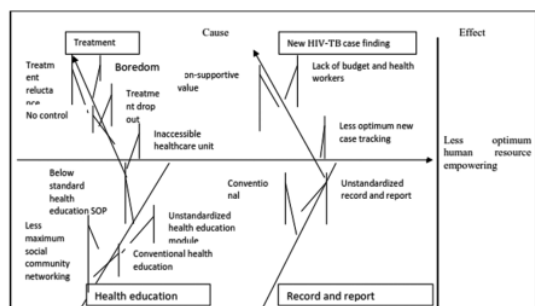 Cause
Effect
Treatment
New HIV-TB case finding
Treatm
ent relucta
nce
Boredom
on-supportive
value
Lack of budget and health
workers
Treatme
nt drop
out
No control
Inaccessible
healthcare unit
Less optimum new
case tracking
Less optimum
human resource
empowering
Below
standard
health
education SOP
Conventio
nal
Unstandardized
record and report
Less
maximum
social
community
networking
Unstandardized
health education
module
Conventional health
education
Health education
Record and report